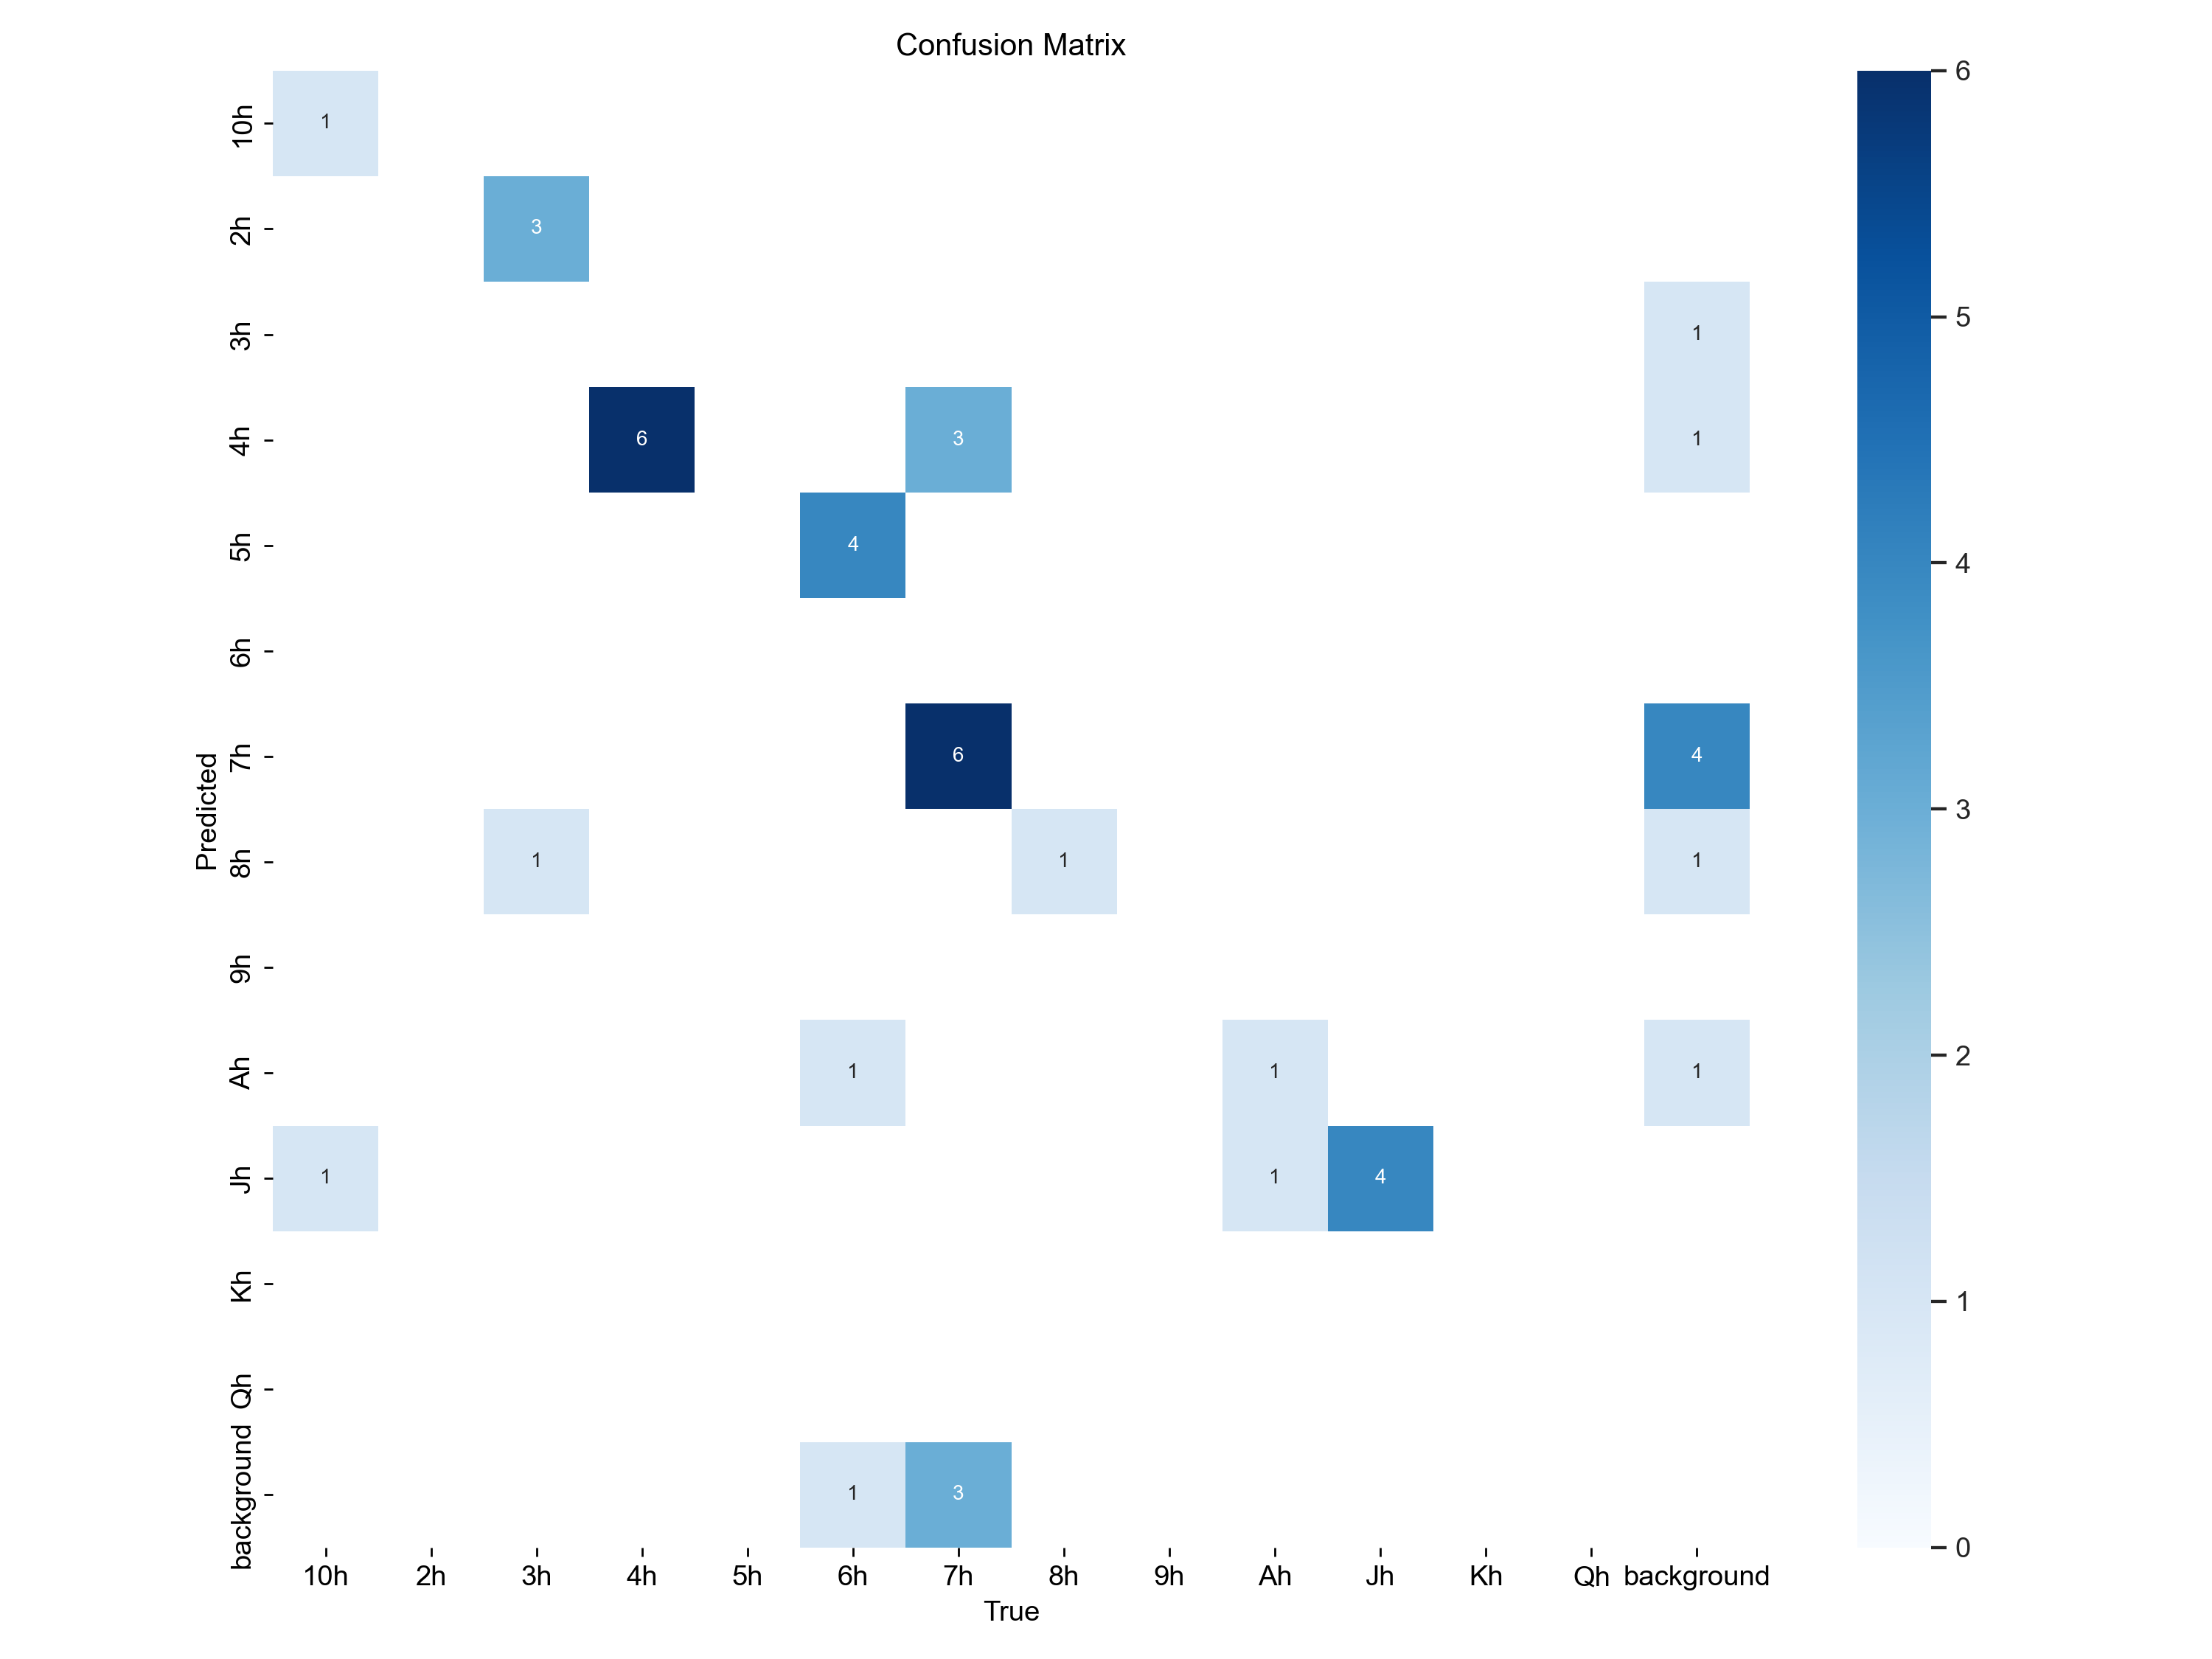 Confusion Matrix
10h 1
2h 3
3h 1
4h 6 3 1
5h 4
6h
7h 6 4
8h 1 1 1
9h
Ah 1 1 1
Jh 1 1 4
Kh
Qh
background 1 3
Predicted
10h 2h 3h 4h 5h 6h 7h 8h 9h Ah Jh Kh Qh background
True
6
5
4
3
2
1
0